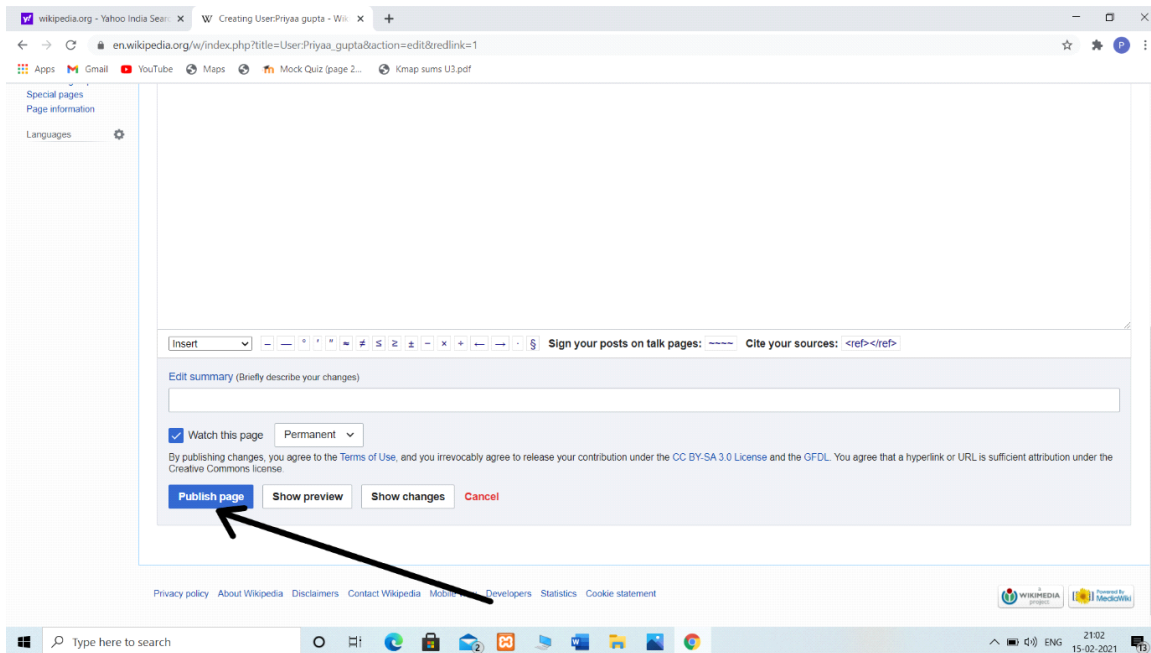 wikipedia.org - Yahoo India Sear
Creating User:Priyaa gupta - Wik
en.wikipedia.org/w/index.php?title=User:Priyaa_gupta&action=edit&redlink=1
P
Apps Gmail YouTube Maps Mock Quiz (page 2... Kmap sums U3.pdf
Special pages
Page information
Languages
Insert – — ° ′ ″ ≈ ≠ ≤ ≥ ± − × ÷ ← → · § Sign your posts on talk pages: ~~~~ Cite your sources: <ref></ref>
Edit summary (Briefly describe your changes)
Watch this page Permanent
By publishing changes, you agree to the Terms of Use, and you irrevocably agree to release your contribution under the CC BY-SA 3.0 License and the GFDL. You agree that a hyperlink or URL is sufficient attribution under the
Creative Commons license.
Publish page Show preview Show changes Cancel
Privacy policy About Wikipedia Disclaimers Contact Wikipedia Developers Statistics Cookie statement
WIKIMEDIA
project
Powered By
MediaWiki
Type here to search
2
ENG
21:02
15-02-2021
13